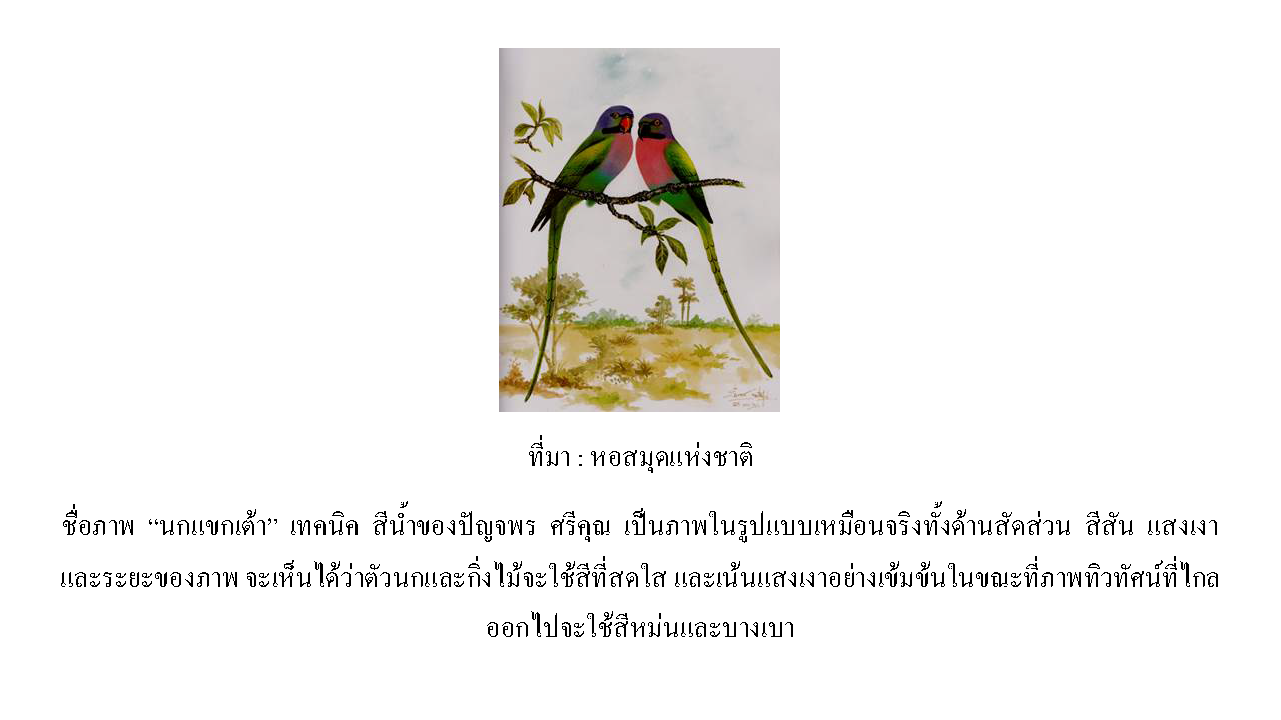 ที่มา : หอสมุดแห่งชาติ
ชื่อภาพ “นกแขกเต้า” เทคนิค สีน้ำของปัญจพร ศรีคุณ เป็นภาพในรูปแบบเหมือนจริงทั้งด้านสัดส่วน สีสัน แสงเงา
และระยะของภาพ จะเห็นได้ว่าตัวนกและกิ่งไม้จะใช้สีที่สดใส และเน้นแสงเงาอย่างเข้มข้นในขณะที่ภาพทิวทัศน์ที่ไกล
ออกไปจะใช้สีหม่นและบางเบา